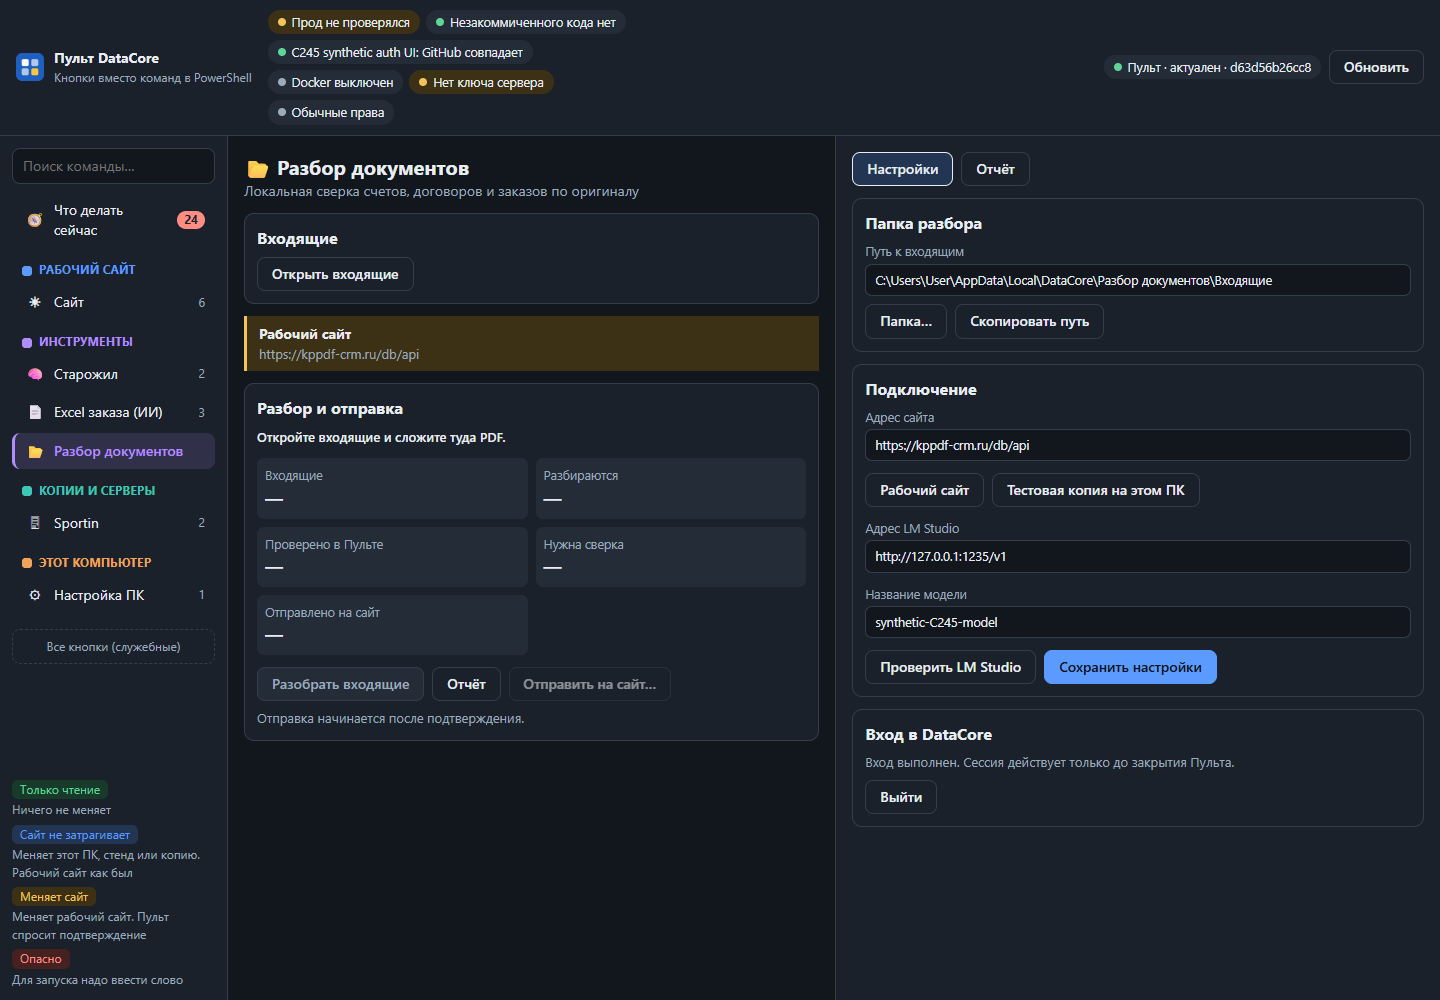 Пульт DataCore
Кнопки вместо команд в PowerShell
Прод не проверялся
Незакоммиченного кода нет
C245 synthetic auth UI: GitHub совпадает
Docker выключен
Нет ключа сервера
Обычные права
Пульт · актуален · d63d56b26cc8
Обновить
Поиск команды...
Что делать
сейчас
24
РАБОЧИЙ САЙТ
Сайт
6
ИНСТРУМЕНТЫ
Старожил
2
Excel заказа (ИИ)
3
Разбор документов
КОПИИ И СЕРВЕРЫ
Sportin
2
ЭТОТ КОМПЬЮТЕР
Настройка ПК
1
Все кнопки (служебные)
Только чтение
Ничего не меняет
Сайт не затрагивает
Меняет этот ПК, стенд или копию.
Рабочий сайт как был
Меняет сайт
Меняет рабочий сайт. Пульт
спросит подтверждение
Опасно
Для запуска надо ввести слово
Разбор документов
Локальная сверка счетов, договоров и заказов по оригиналу
Входящие
Открыть входящие
Рабочий сайт
https://kppdf-crm.ru/db/api
Разбор и отправка
Откройте входящие и сложите туда PDF.
Входящие
—
Разбираются
—
Проверено в Пульте
—
Нужна сверка
—
Отправлено на сайт
—
Разобрать входящие
Отчёт
Отправить на сайт...
Отправка начинается после подтверждения.
Настройки
Отчёт
Папка разбора
Путь к входящим
C:\Users\User\AppData\Local\DataCore\Разбор документов\Входящие
Папка...
Скопировать путь
Подключение
Адрес сайта
https://kppdf-crm.ru/db/api
Рабочий сайт
Тестовая копия на этом ПК
Адрес LM Studio
http://127.0.0.1:1235/v1
Название модели
synthetic-C245-model
Проверить LM Studio
Сохранить настройки
Вход в DataCore
Вход выполнен. Сессия действует только до закрытия Пульта.
Выйти